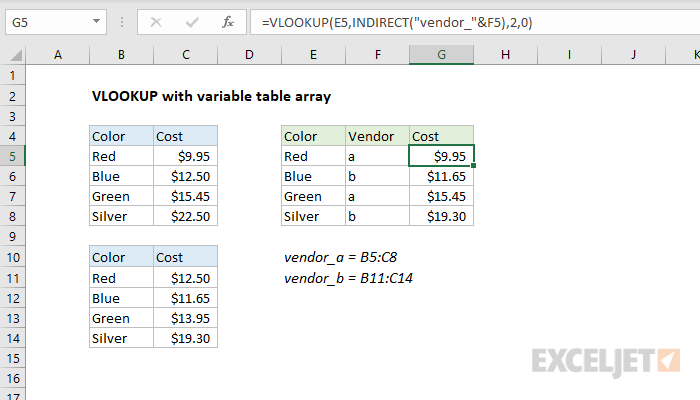 G5 fx =VLOOKUP(E5,INDIRECT("vendor_"&F5),2,0)
A B C D E F G H I J K
1
2 VLOOKUP with variable table array
3
4 Color Cost Color Vendor Cost
5 Red $9.95 Red a $9.95
6 Blue $12.50 Blue b $11.65
7 Green $15.45 Green a $15.45
8 Silver $22.50 Silver b $19.30
9
10 Color Cost vendor_a = B5:C8
11 Red $12.50 vendor_b = B11:C14
12 Blue $11.65
13 Green $13.95
14 Silver $19.30
15
16
17
EXCELJET